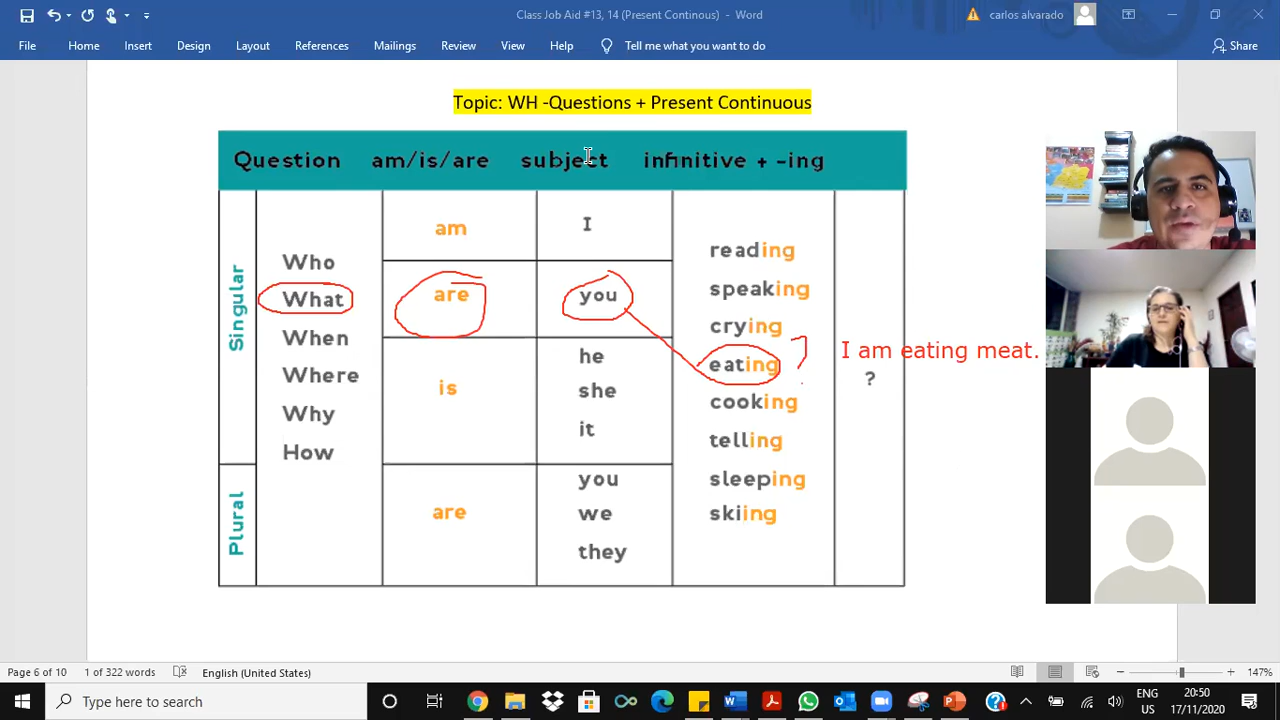 Class Job Aid #13, 14 (Present Continous) - Word
carlos alvarado
File Home Insert Design Layout References Mailings Review View Help Tell me what you want to do Share
Topic: WH -Questions + Present Continuous
Question am/is/are subject infinitive + -ing
Singular
Who
What
When
Where
Why
How
am
are
is
I
you
he
she
it
reading
speaking
crying
eating
cooking
telling
sleeping
skiing
?
I am eating meat.
Plural
are
you
we
they
Page 6 of 10 1 of 322 words English (United States) 147%
Type here to search
ENG
20:50
17/11/2020